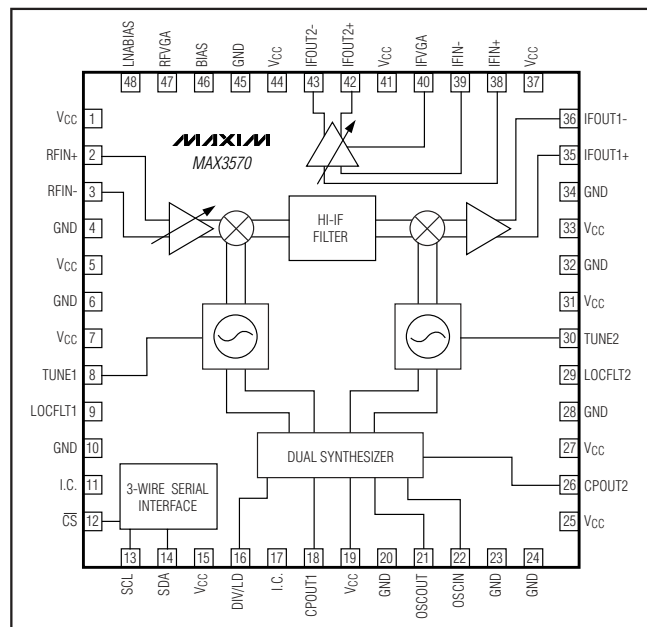 LNABIAS RFVGA BIAS GND VCC IFOUT2- IFOUT2+ VCC IFVGA IFIN- IFIN+ VCC
48 47 46 45 44 43 42 41 40 39 38 37
VCC 1
RFIN+ 2
RFIN- 3
GND 4
VCC 5
GND 6
VCC 7
TUNE1 8
LOCFLT1 9
GND 10
I.C. 11
CS 12
MAXIM
MAX3570
HI-IF
FILTER
DUAL SYNTHESIZER
3-WIRE SERIAL
INTERFACE
36 IFOUT1-
35 IFOUT1+
34 GND
33 VCC
32 GND
31 VCC
30 TUNE2
29 LOCFLT2
28 GND
27 VCC
26 CPOUT2
25 VCC
13 14 15 16 17 18 19 20 21 22 23 24
SCL SDA VCC DIV/LD I.C. CPOUT1 VCC GND OSCOUT OSCIN GND GND